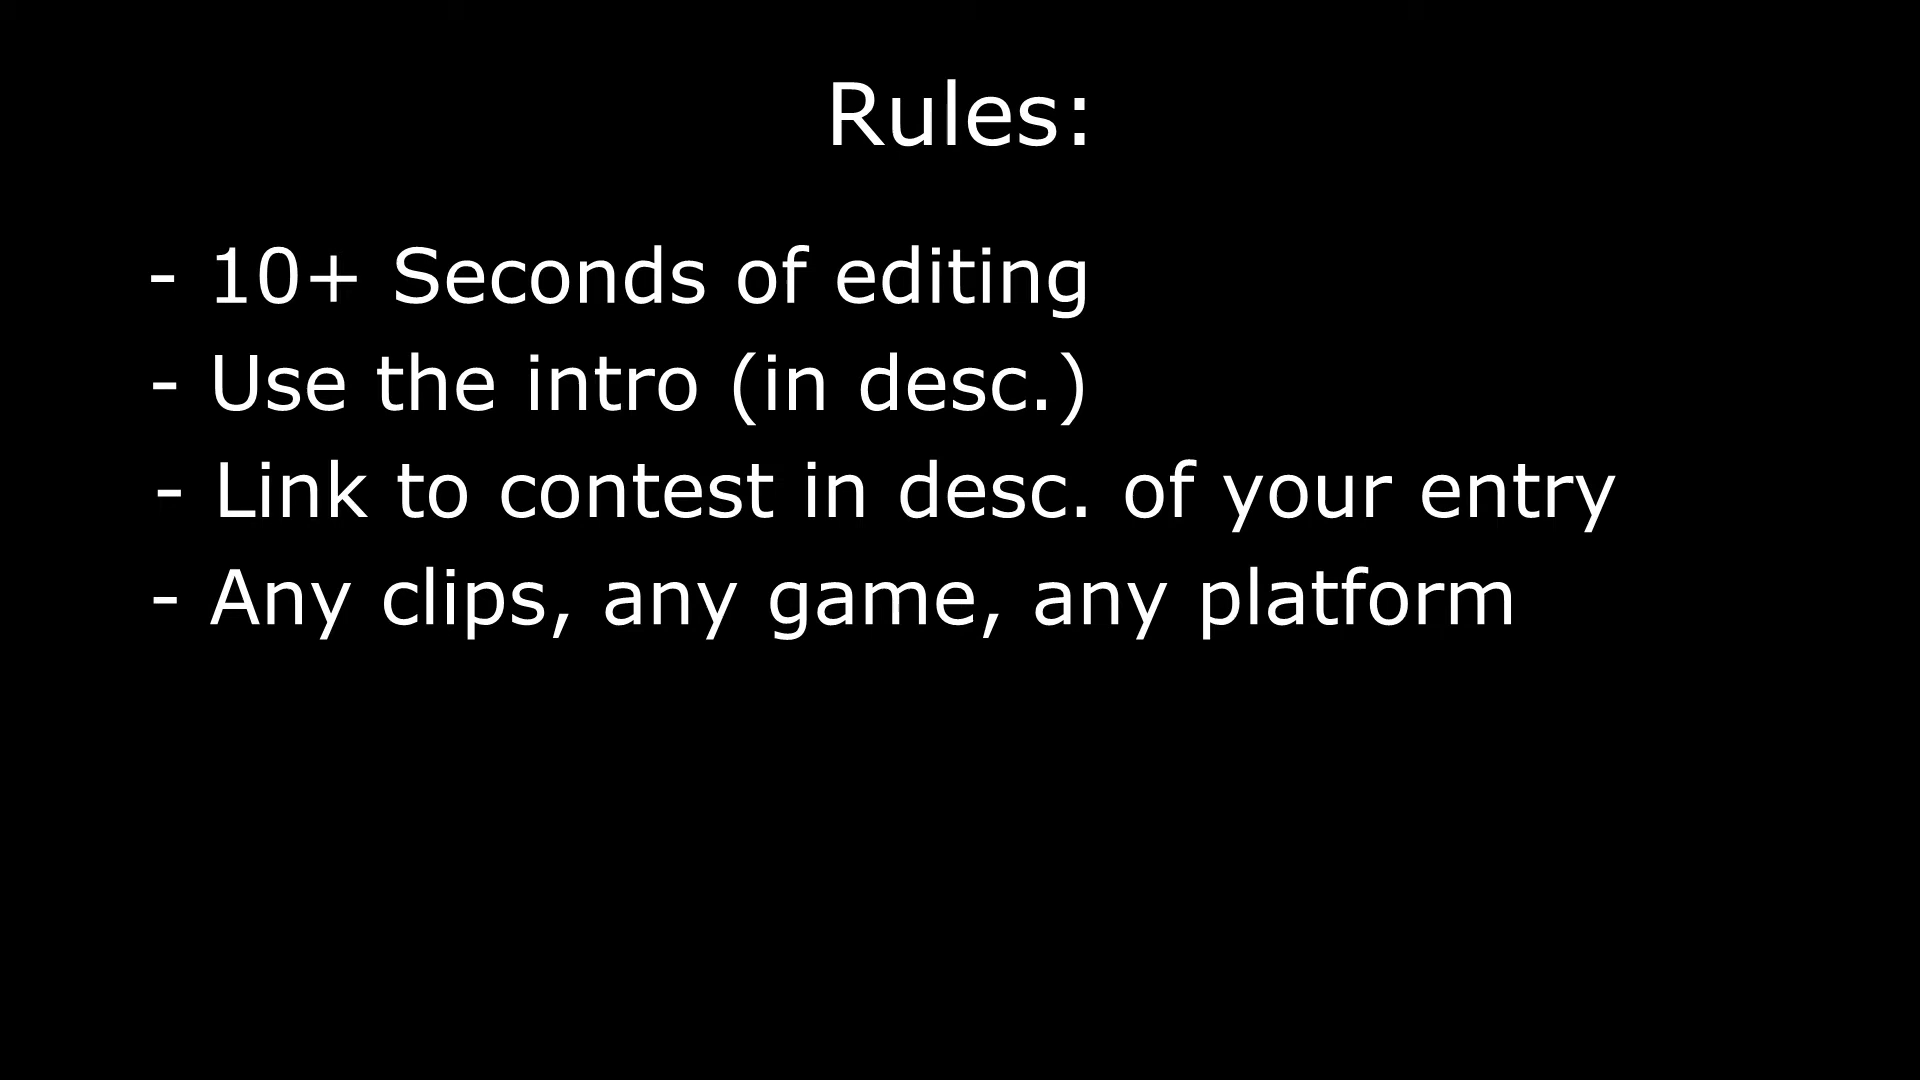 Rules:
- 10+ Seconds of editing
- Use the intro (in desc.)
- Link to contest in desc. of your entry
- Any clips, any game, any platform